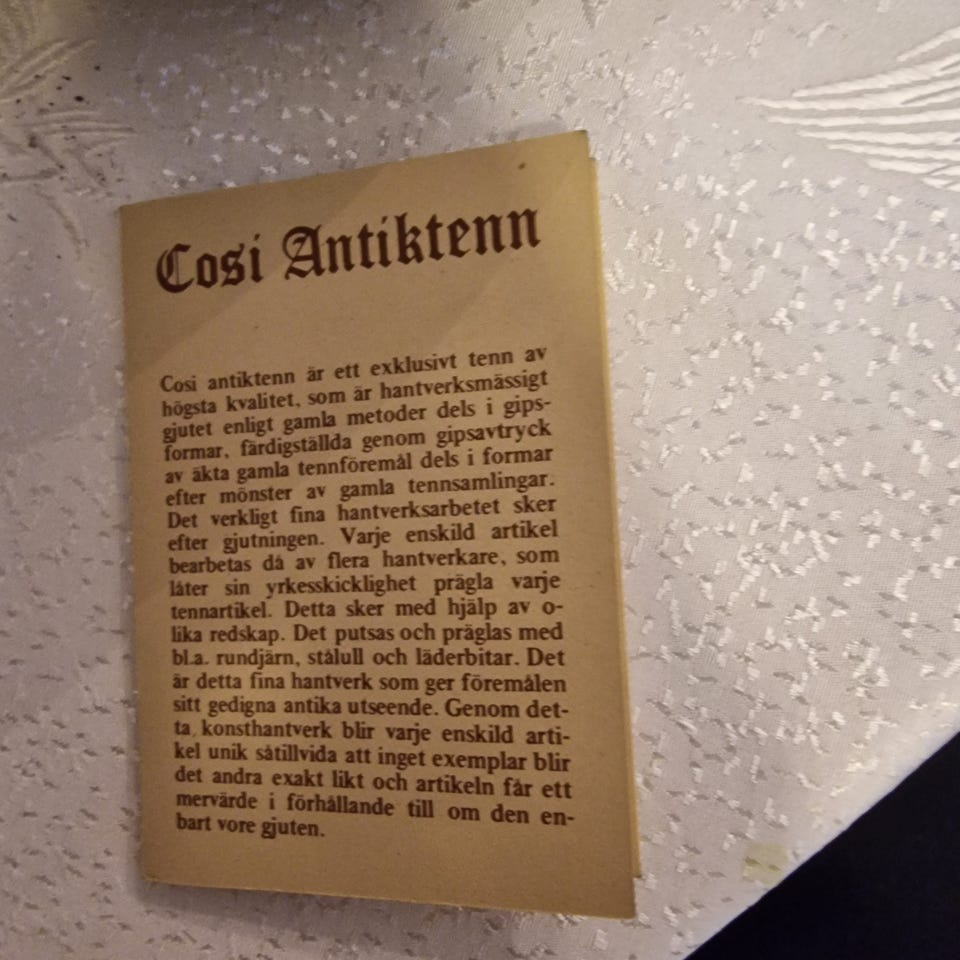 Cosi Antiktenn
Cosi antiktenn är ett exklusivt tenn av
högsta kvalitet, som är hantverksmässigt
gjutet enligt gamla metoder dels i gips-
formar, färdigställda genom gipsavtryck
av äkta gamla tennföremål dels i formar
efter mönster av gamla tennsamlingar.
Det verkligt fina hantverksarbetet sker
efter gjutningen. Varje enskild artikel
bearbetas då av flera hantverkare, som
låter sin yrkesskicklighet prägla varje
tennartikel. Detta sker med hjälp av o-
lika redskap. Det putsas och präglas med
bl.a. rundjärn, stålull och läderbitar. Det
är detta fina hantverk som ger föremålen
sitt gedigna antika utseende. Genom det-
ta konsthantverk blir varje enskild arti-
kel unik såtillvida att inget exemplar blir
det andra exakt likt och artikeln får ett
mervärde i förhållande till om den en-
bart vore gjuten.